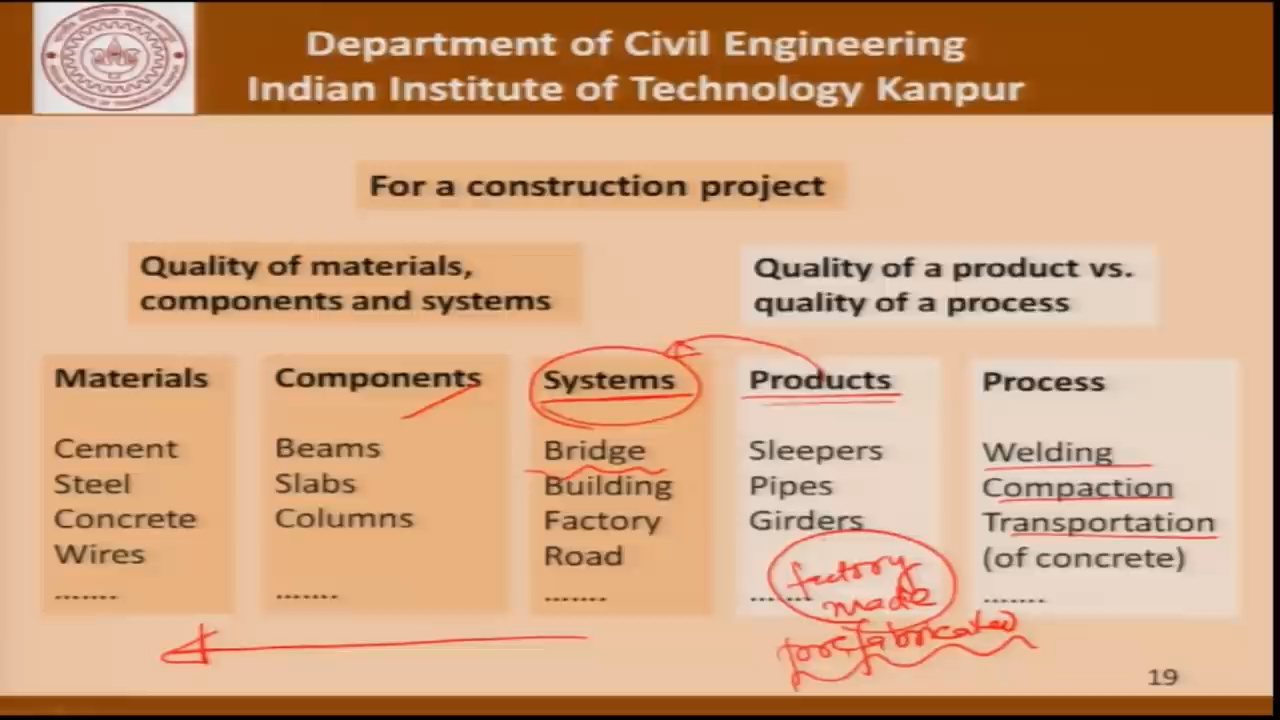 Department of Civil Engineering
Indian Institute of Technology Kanpur
For a construction project
Quality of materials,
components and systems
Quality of a product vs.
quality of a process
Materials
Cement
Steel
Concrete
Wires
.......
Components
Beams
Slabs
Columns
.......
Systems
Bridge
Building
Factory
Road
.......
Products
Sleepers
Pipes
Girders
.......
factory
made
prefabricated
Process
Welding
Compaction
Transportation
(of concrete)
.......
19